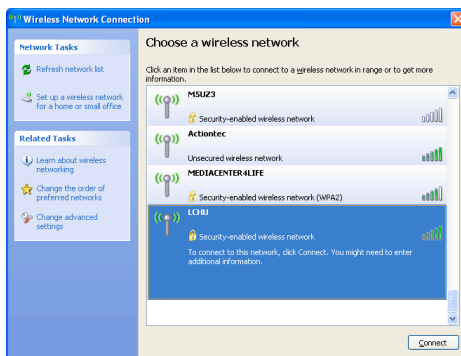 Wireless Network Connection
Network Tasks
Refresh network list
Set up a wireless network
for a home or small office
Related Tasks
Learn about wireless
networking
Change the order of
preferred networks
Change advanced
settings
Choose a wireless network
Click an item in the list below to connect to a wireless network in range or to get more
information.
M5UZ3
Security-enabled wireless network
Actiontec
Unsecured wireless network
MEDIACENTER4LIFE
Security-enabled wireless network (WPA2)
LCHU
Security-enabled wireless network
To connect to this network, click Connect. You might need to enter
additional information.
Connect